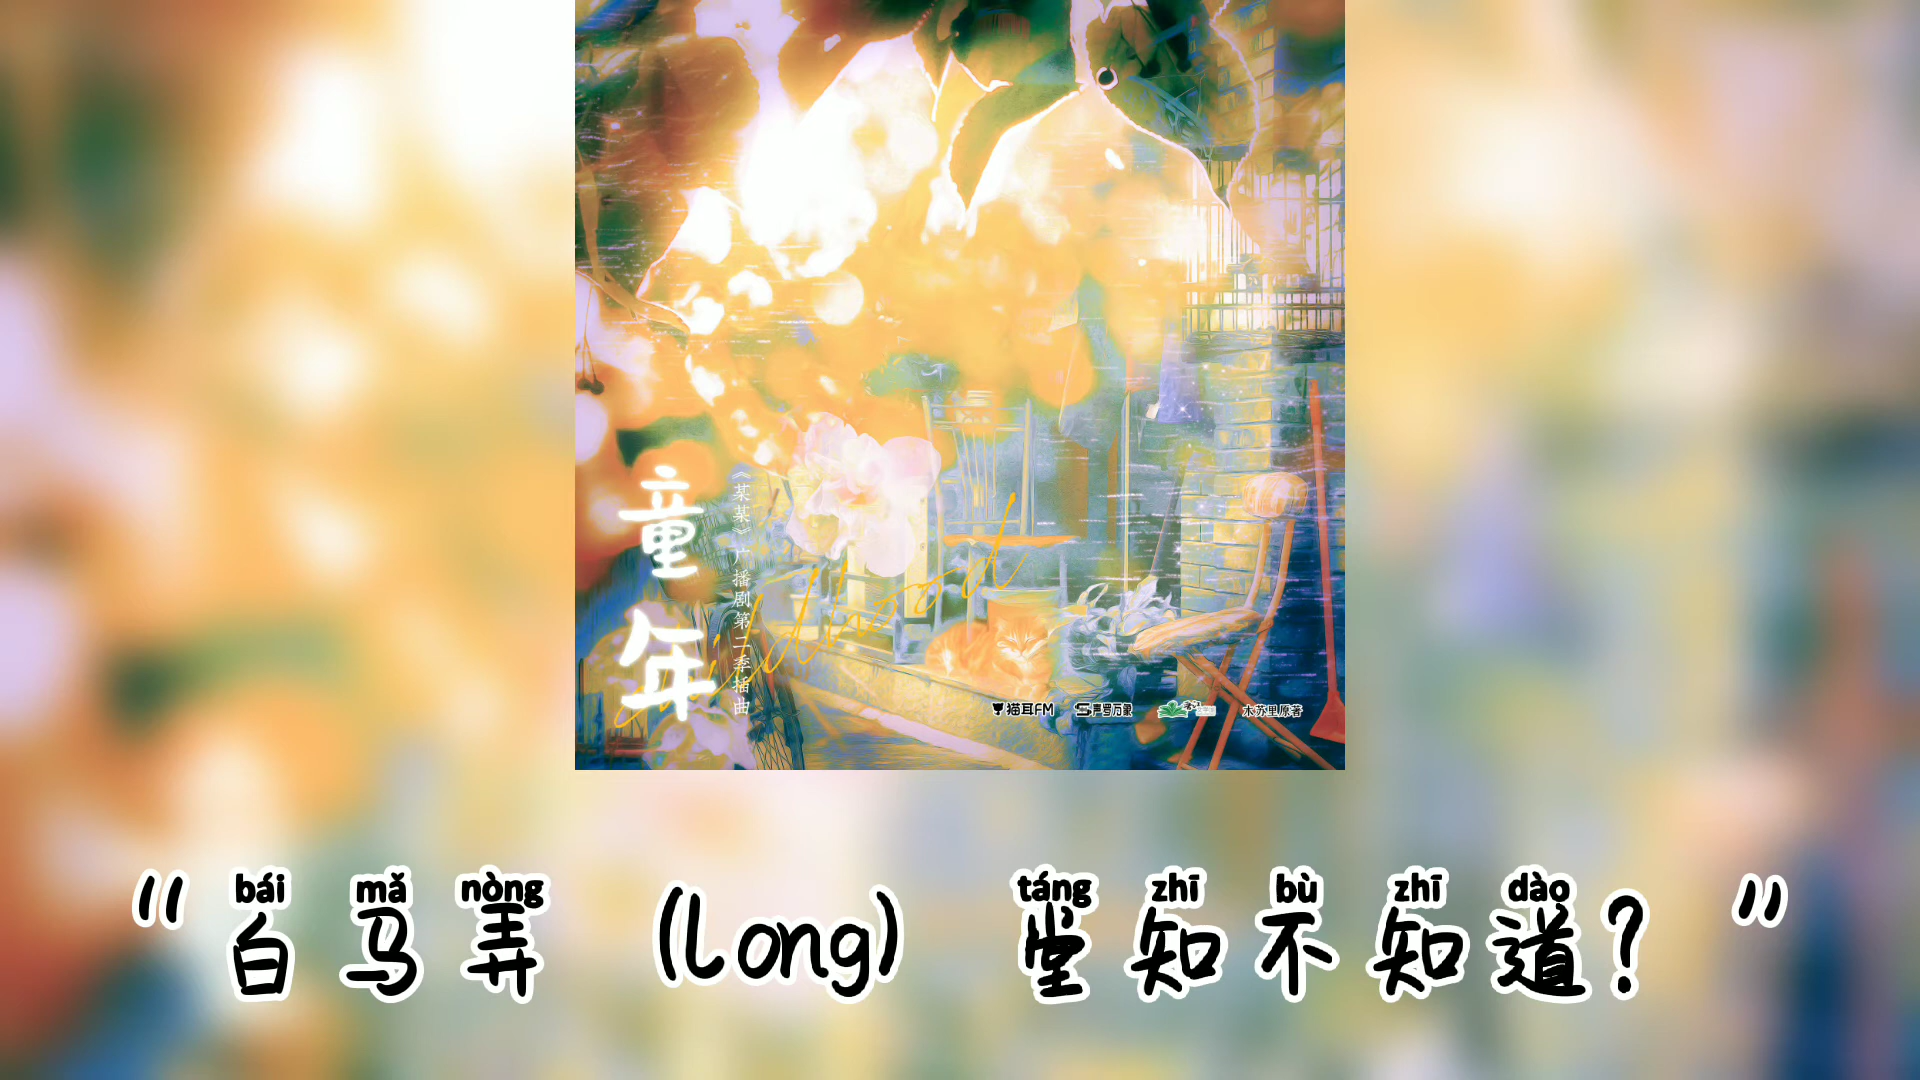 童年
《某某》广播剧第二季插曲
Childhood
猫耳FM
声罗万象
木苏里原著
bái mǎ nòng táng zhī bù zhī dào
“白马弄(Long)堂知不知道？”